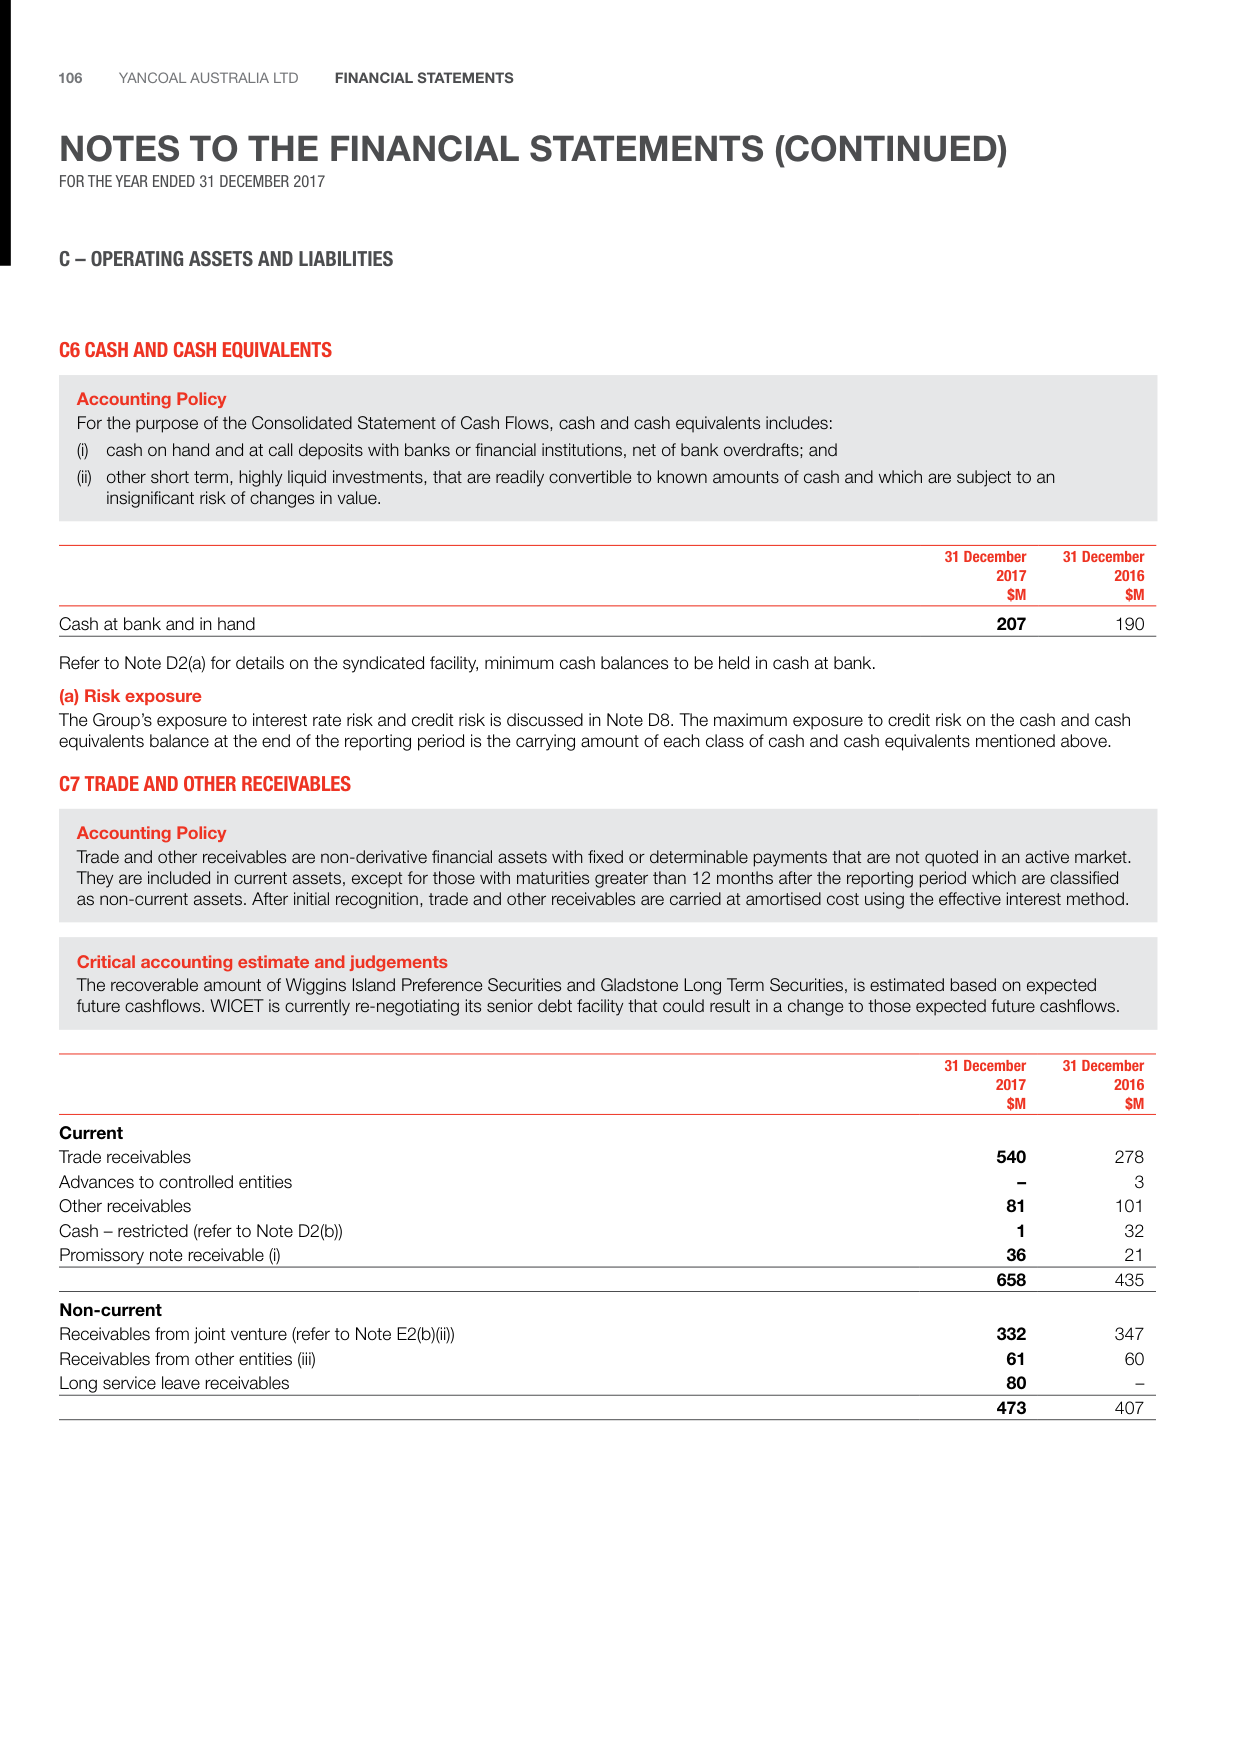 106 YANCOAL AUSTRALIA LTD FINANCIAL STATEMENTS
NOTES TO THE FINANCIAL STATEMENTS (CONTINUED)
FOR THE YEAR ENDED 31 DECEMBER 2017
C – OPERATING ASSETS AND LIABILITIES
C6 CASH AND CASH EQUIVALENTS
Accounting Policy
For the purpose of the Consolidated Statement of Cash Flows, cash and cash equivalents includes:
(i) cash on hand and at call deposits with banks or financial institutions, net of bank overdrafts; and
(ii) other short term, highly liquid investments, that are readily convertible to known amounts of cash and which are subject to an
insignificant risk of changes in value.
31 December 31 December
2017 2016
$M $M
Cash at bank and in hand 207 190
Refer to Note D2(a) for details on the syndicated facility, minimum cash balances to be held in cash at bank.
(a) Risk exposure
The Group's exposure to interest rate risk and credit risk is discussed in Note D8. The maximum exposure to credit risk on the cash and cash
equivalents balance at the end of the reporting period is the carrying amount of each class of cash and cash equivalents mentioned above.
C7 TRADE AND OTHER RECEIVABLES
Accounting Policy
Trade and other receivables are non-derivative financial assets with fixed or determinable payments that are not quoted in an active market.
They are included in current assets, except for those with maturities greater than 12 months after the reporting period which are classified
as non-current assets. After initial recognition, trade and other receivables are carried at amortised cost using the effective interest method.
Critical accounting estimate and judgements
The recoverable amount of Wiggins Island Preference Securities and Gladstone Long Term Securities, is estimated based on expected
future cashflows. WICET is currently re-negotiating its senior debt facility that could result in a change to those expected future cashflows.
31 December 31 December
2017 2016
$M $M
Current
Trade receivables 540 278
Advances to controlled entities – 3
Other receivables 81 101
Cash – restricted (refer to Note D2(b)) 1 32
Promissory note receivable (i) 36 21
658 435
Non-current
Receivables from joint venture (refer to Note E2(b)(ii)) 332 347
Receivables from other entities (iii) 61 60
Long service leave receivables 80 –
473 407